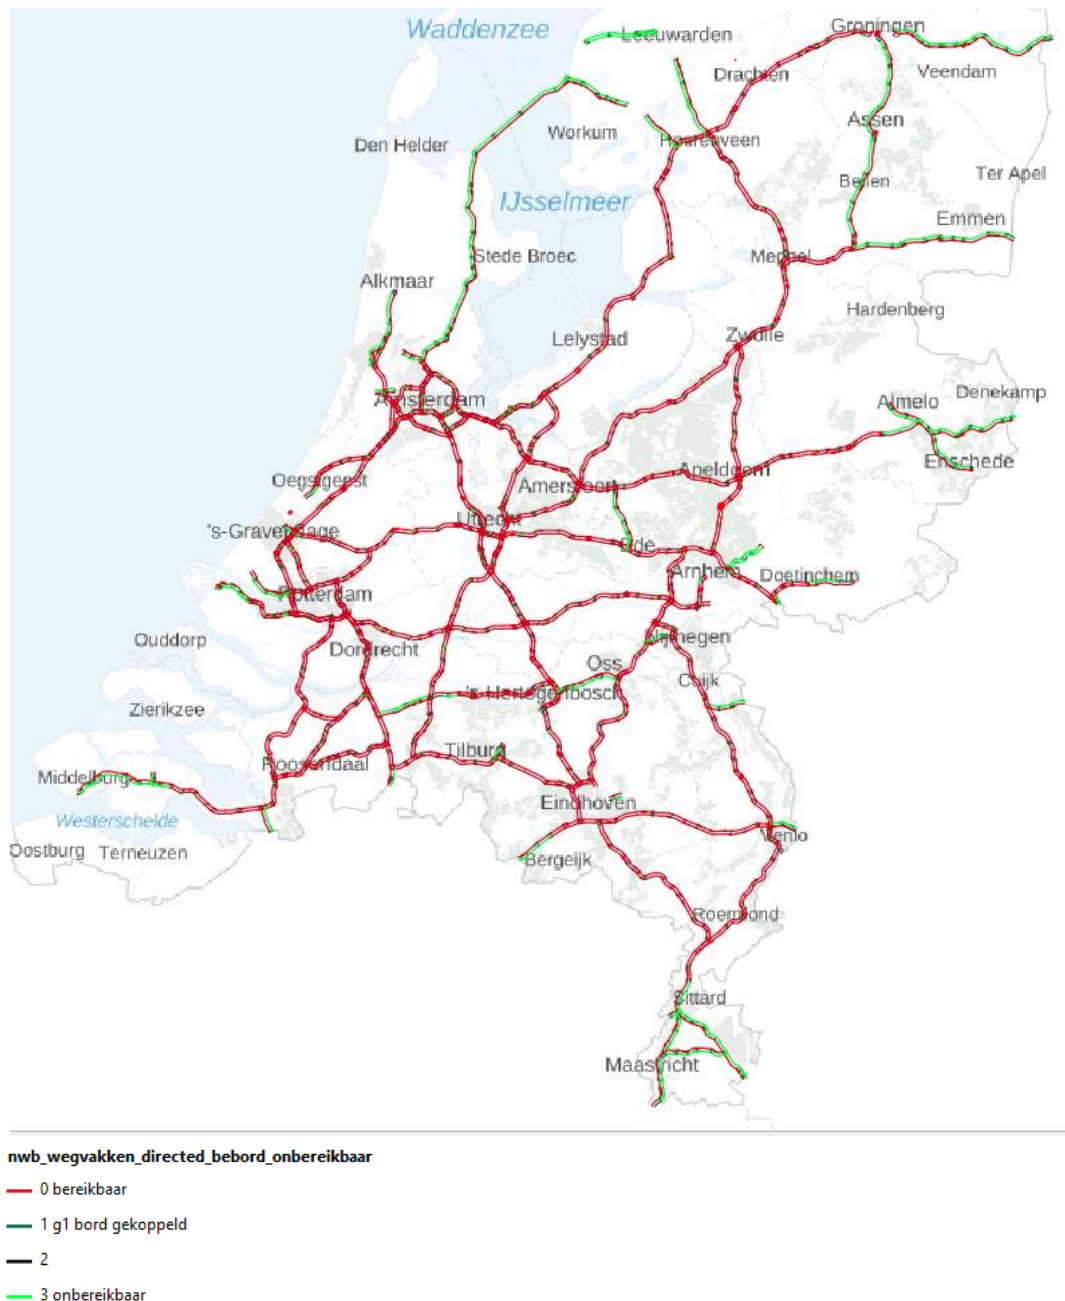 Waddenzee
Leeuwarden
Groningen
Drachten
Veendam
Workum
Assen
Den Helder
Heerenveen
Beilen
Ter Apel
IJsselmeer
Emmen
Stede Broec
Meppel
Alkmaar
Hardenberg
Lelystad
Zwolle
Amsterdam
Almelo
Denekamp
Enschede
Apeldoorn
Oegstgeest
Amersfoort
Utrecht
's-Gravenhage
Ede
Arnhem
Doetinchem
Rotterdam
Ouddorp
Nijmegen
Dordrecht
Oss
Cuijk
's-Hertogenbosch
Zierikzee
Tilburg
Roosendaal
Middelburg
Eindhoven
Westerschelde
Venlo
Oostburg
Terneuzen
Bergeijk
Roermond
Sittard
Maastricht
nwb_wegvakken_directed_bebord_onbereikbaar
0 bereikbaar
1 g1 bord gekoppeld
2
3 onbereikbaar